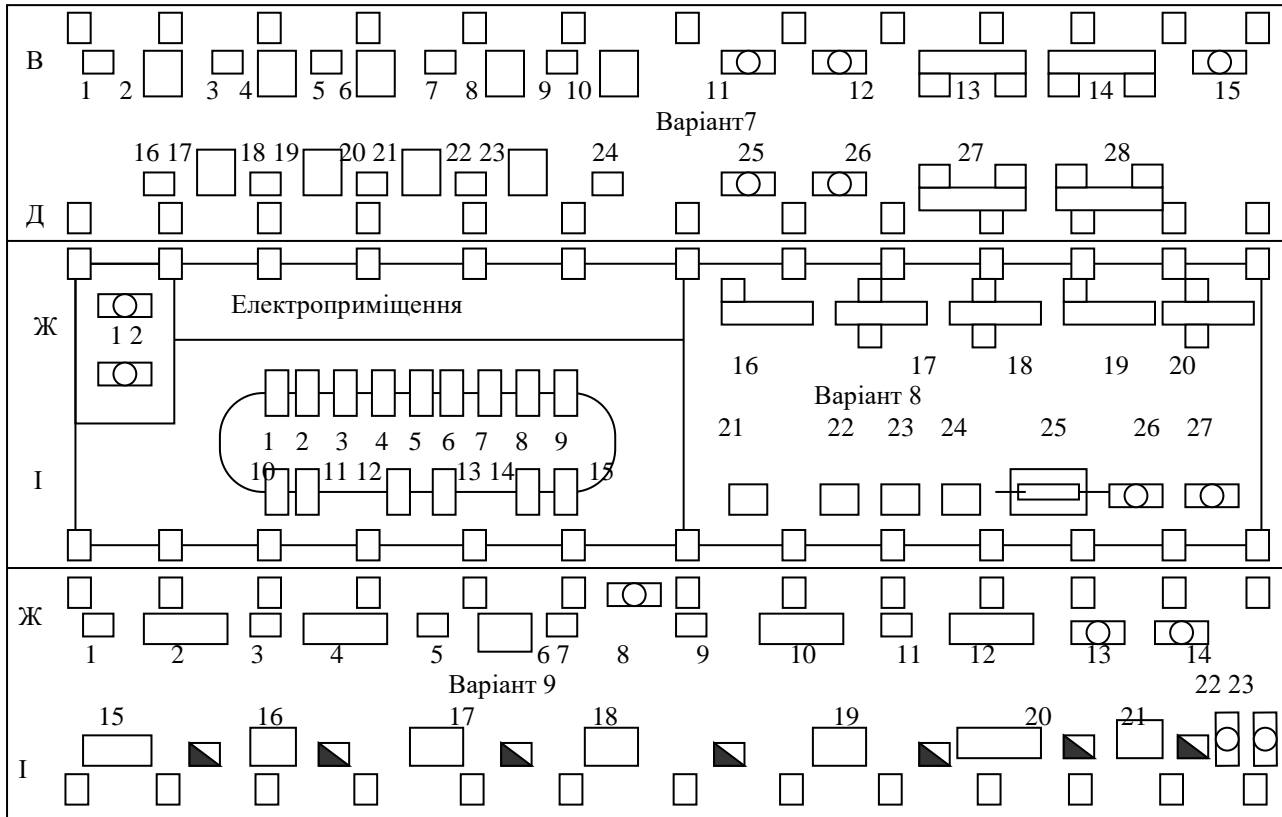 В
1 2 3 4 5 6 7 8 9 10 11 12 13 14 15
Варіант7
16 17 18 19 20 21 22 23 24 25 26 27 28
Д
Електроприміщення
Ж
1 2
16 17 18 19 20
Варіант 8
21 22 23 24 25 26 27
1 2 3 4 5 6 7 8 9
10 11 12 13 14 15
І
Ж
1 2 3 4 5 6 7 8 9 10 11 12 13 14
Варіант 9
22 23
15 16 17 18 19 20 21
І